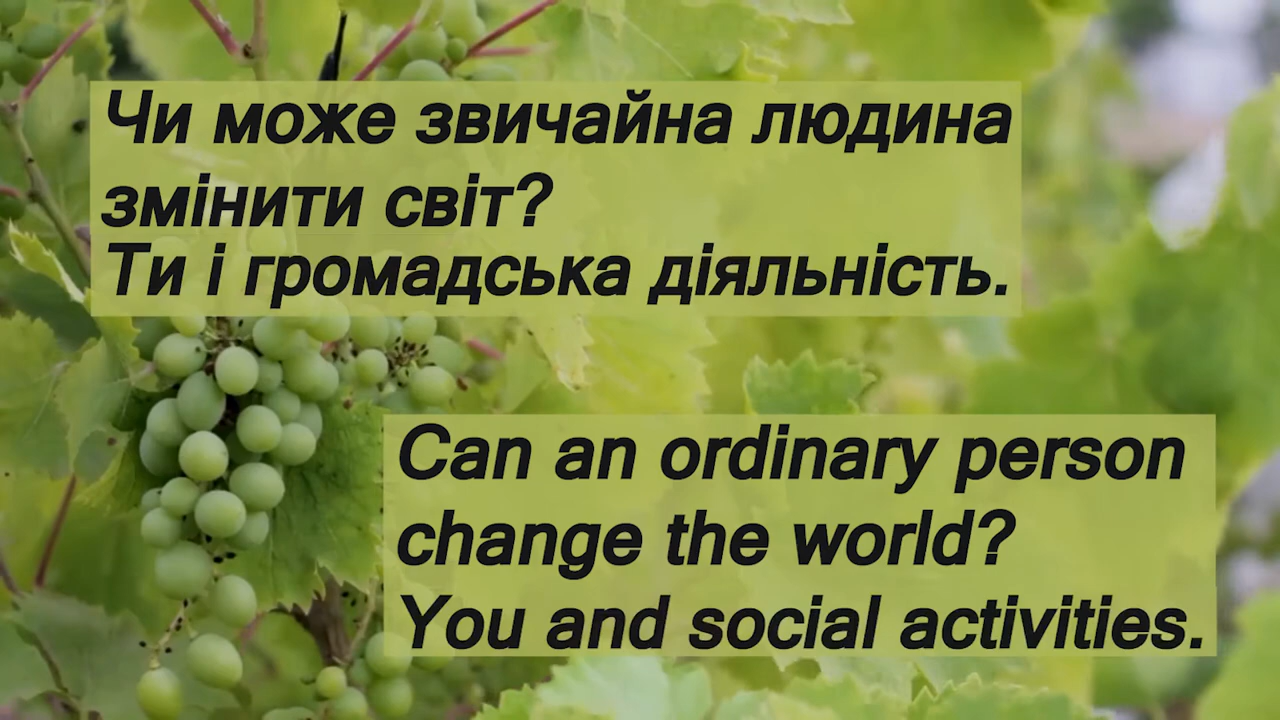 Чи може звичайна людина
змінити світ?
Ти і громадська діяльність.
Can an ordinary person
change the world?
You and social activities.